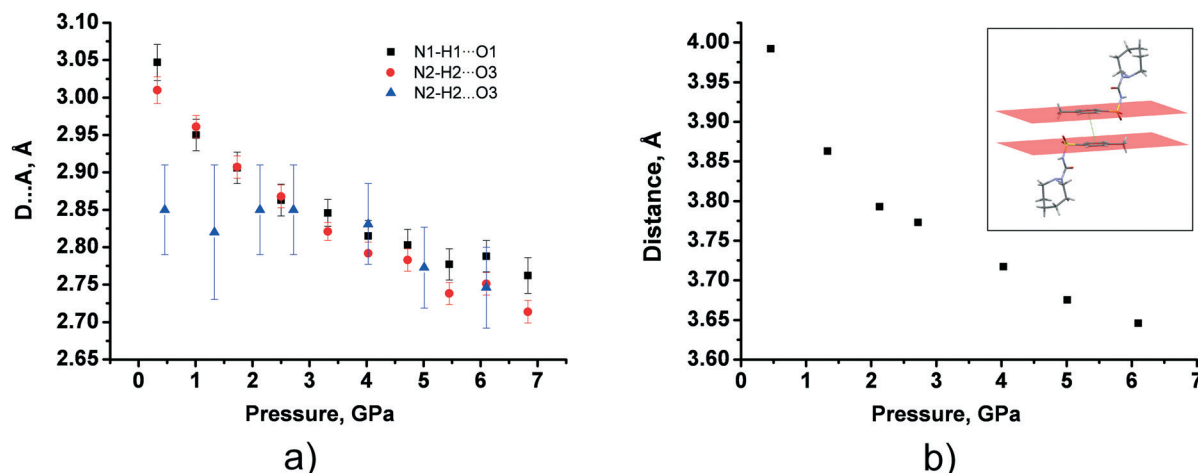 3.10
3.05
3.00
2.95
2.90
2.85
2.80
2.75
2.70
2.65
D...A, Å
0 1 2 3 4 5 6 7
Pressure, GPa
N1-H1···O1
N2-H2···O3
N2-H2...O3
a)
4.00
3.95
3.90
3.85
3.80
3.75
3.70
3.65
3.60
Distance, Å
0 1 2 3 4 5 6 7
Pressure, GPa
b)